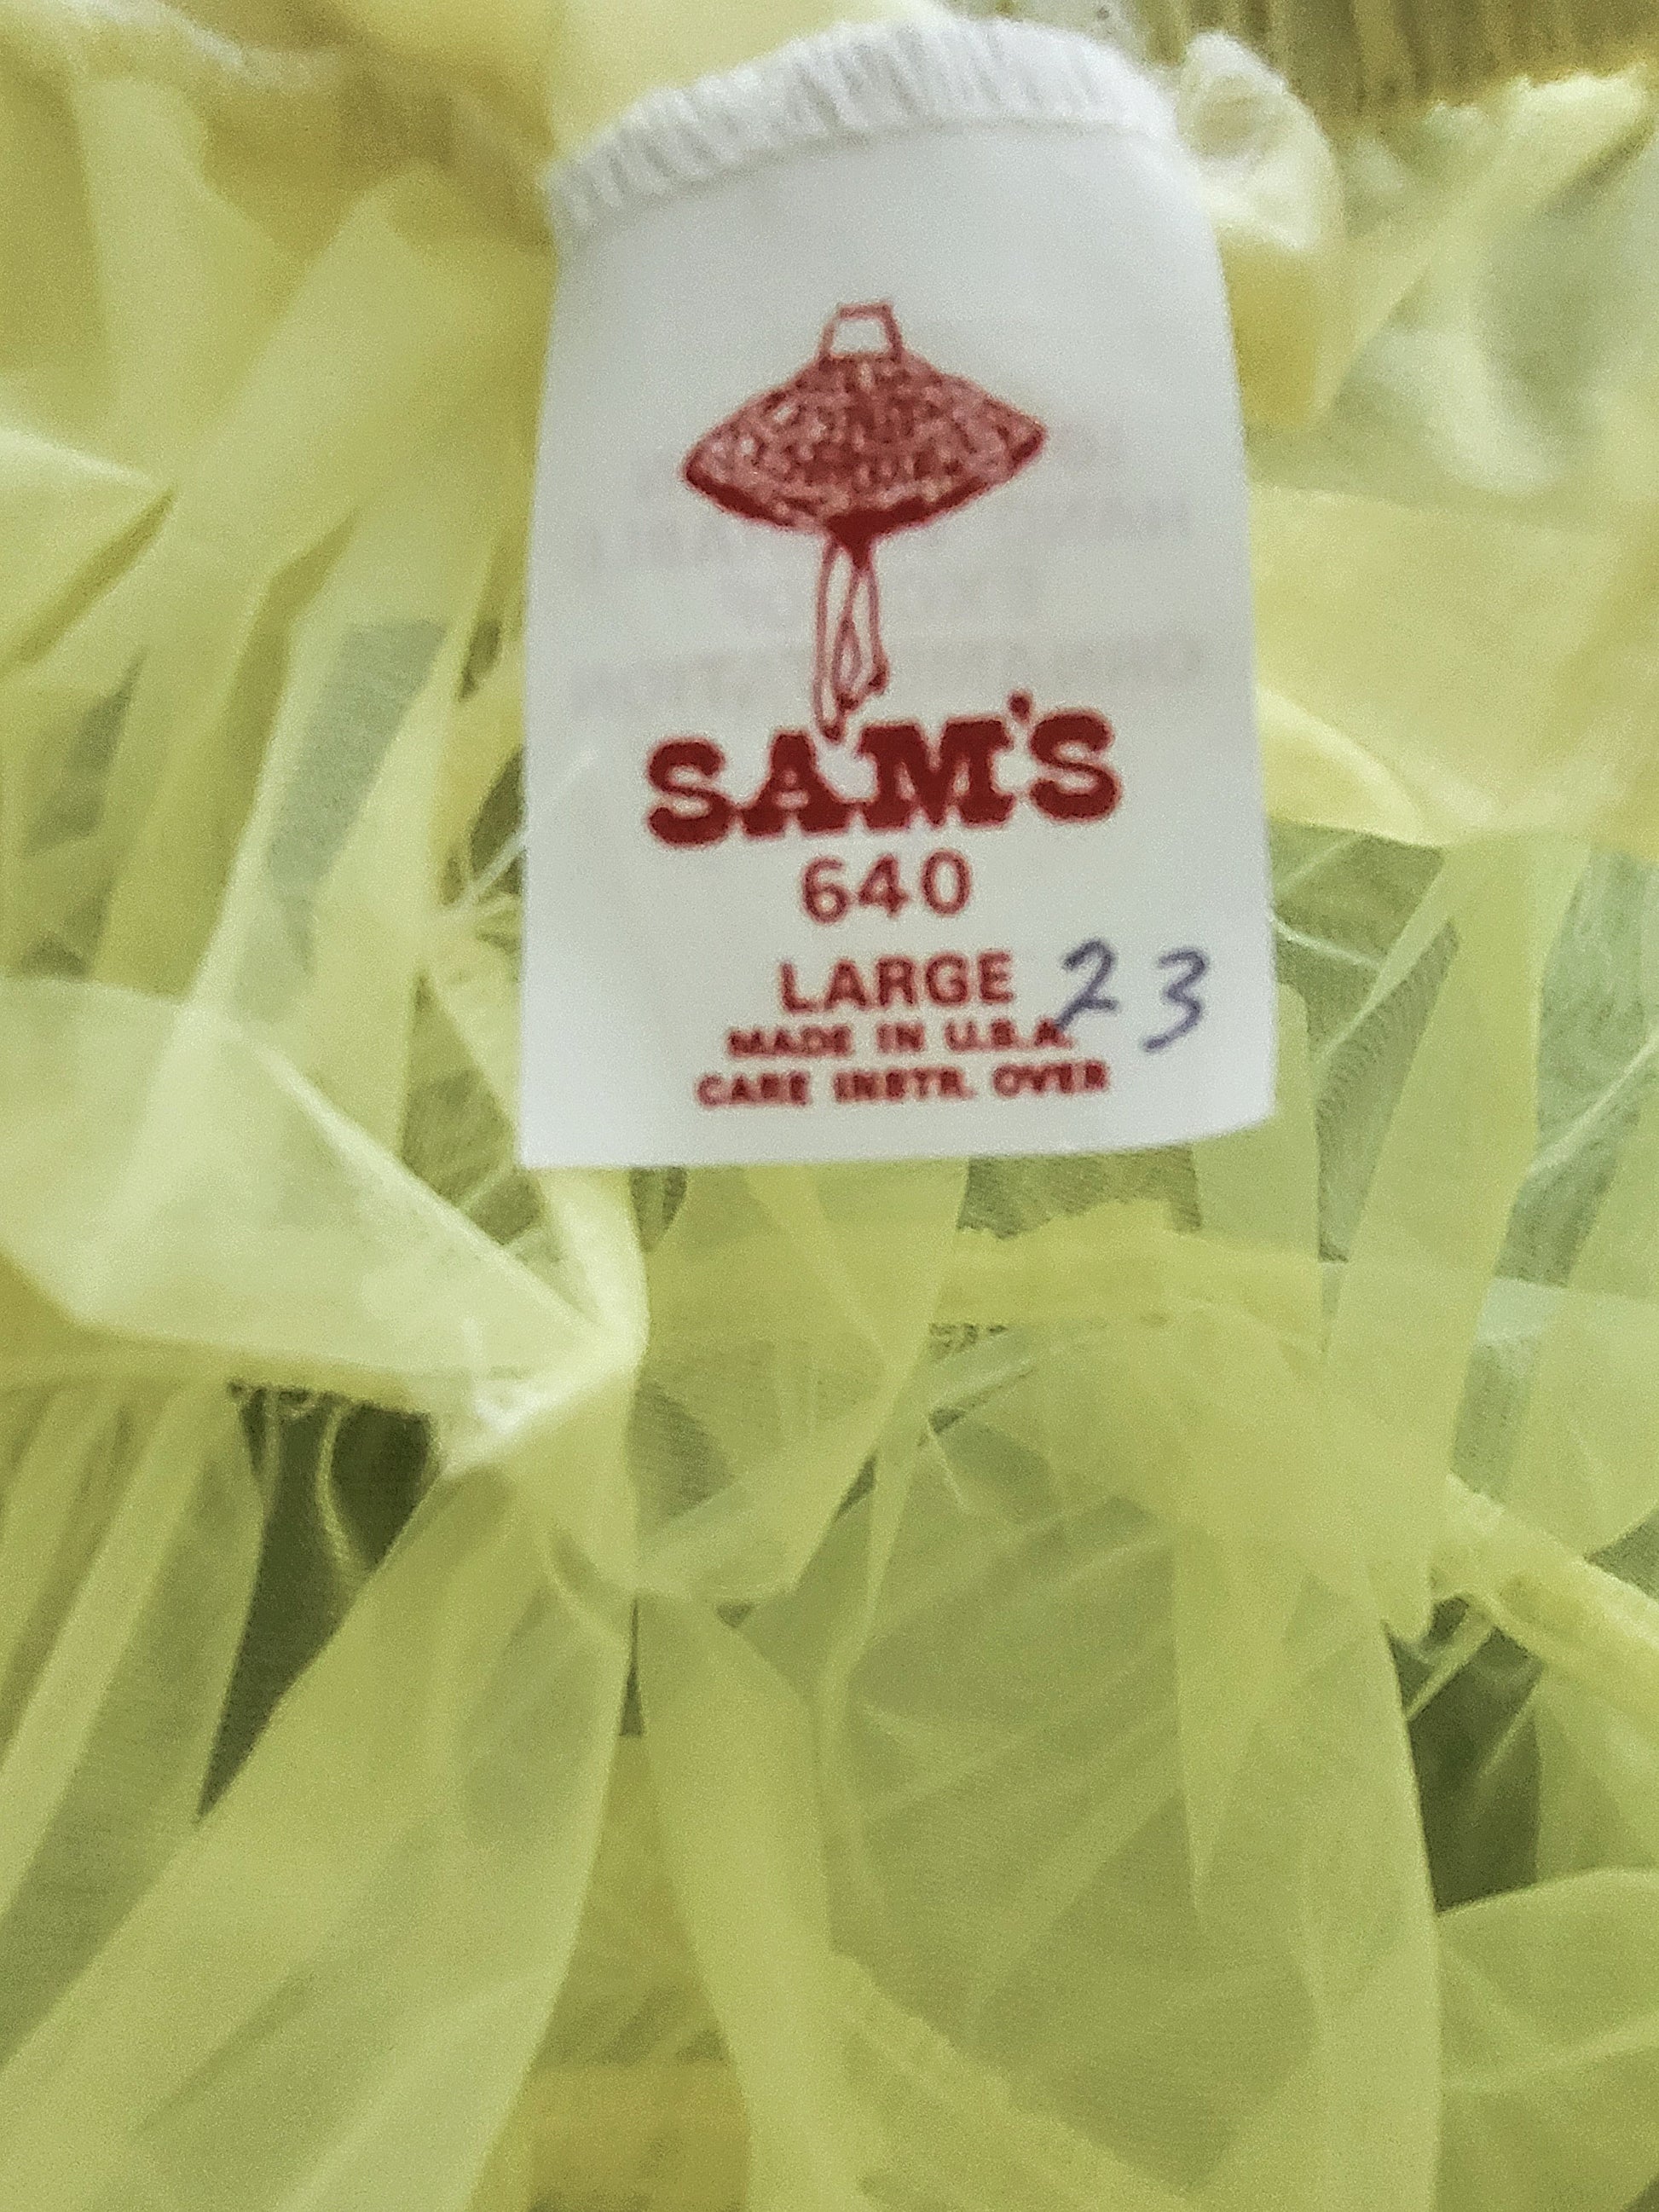 SAM'S
640
LARGE 23
MADE IN U.S.A.
CARE INSTR. OVER